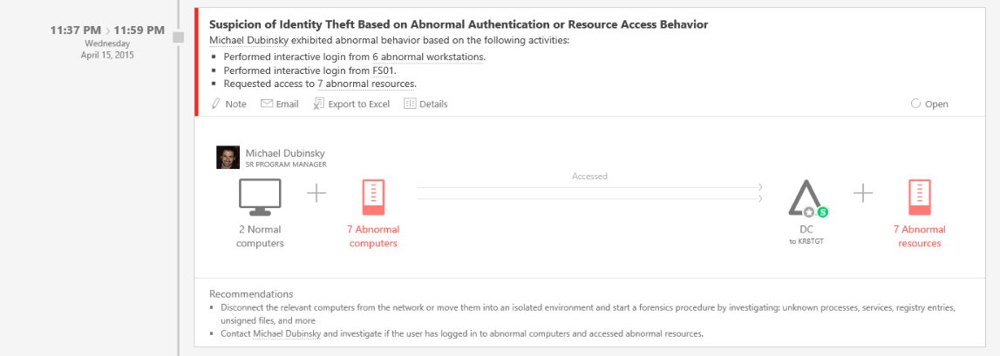 11:37 PM > 11:59 PM
Wednesday
April 15, 2015
Suspicion of Identity Theft Based on Abnormal Authentication or Resource Access Behavior
Michael Dubinsky exhibited abnormal behavior based on the following activities:
Performed interactive login from 6 abnormal workstations.
Performed interactive login from FS01.
Requested access to 7 abnormal resources.
Note Email Export to Excel Details Open
Michael Dubinsky
SR PROGRAM MANAGER
Accessed
S
2 Normal
computers
7 Abnormal
computers
DC
to KRBTGT
7 Abnormal
resources
Recommendations
Disconnect the relevant computers from the network or move them into an isolated environment and start a forensics procedure by investigating: unknown processes, services, registry entries,
unsigned files, and more
Contact Michael Dubinsky and investigate if the user has logged in to abnormal computers and accessed abnormal resources.